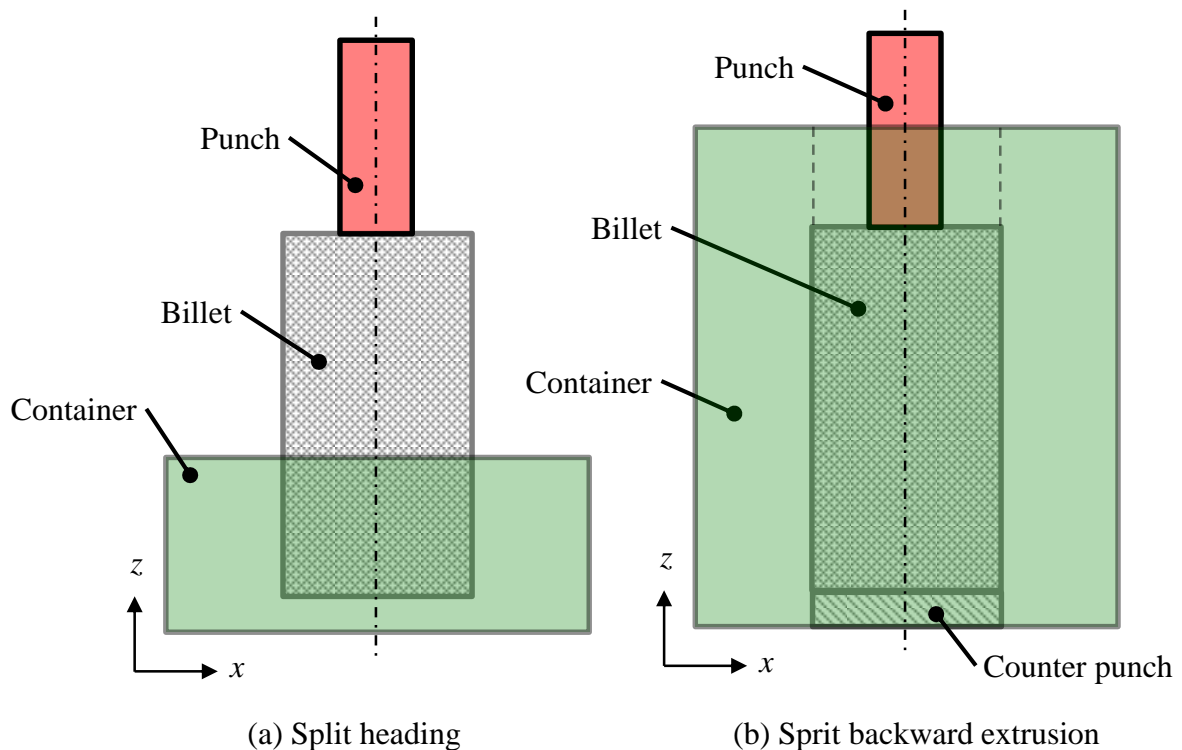 Punch
Billet
Container
z
x
(a) Split heading
Punch
Billet
Container
z
x
Counter punch
(b) Sprit backward extrusion